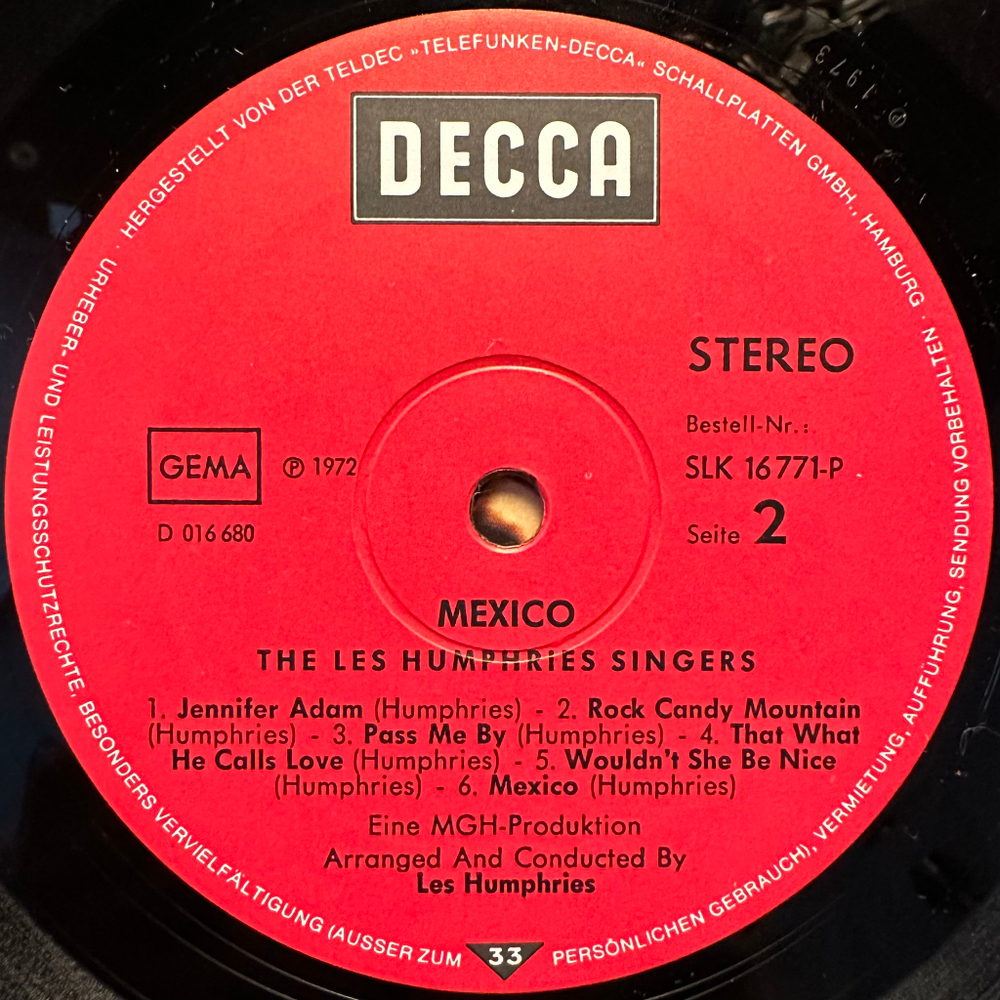 HERGESTELLT VON DER TELDEC »TELEFUNKEN-DECCA« SCHALLPLATTEN GMBH., HAMBURG · URHEBER- UND LEISTUNGSSCHUTZRECHTE, BESONDERS VERVIELFÄLTIGUNG (AUSSER ZUM PERSÖNLICHEN GEBRAUCH), VERMIETUNG, AUFFÜHRUNG, SENDUNG VORBEHALTEN ·
℗ 1973
DECCA
STEREO
Bestell-Nr.:
SLK 16 771-P
Seite 2
GEMA ℗ 1972
D 016 680
MEXICO
THE LES HUMPHRIES SINGERS
1. Jennifer Adam (Humphries) - 2. Rock Candy Mountain
(Humphries) - 3. Pass Me By (Humphries) - 4. That What
He Calls Love (Humphries) - 5. Wouldn't She Be Nice
(Humphries) - 6. Mexico (Humphries)
Eine MGH-Produktion
Arranged And Conducted By
Les Humphries
33